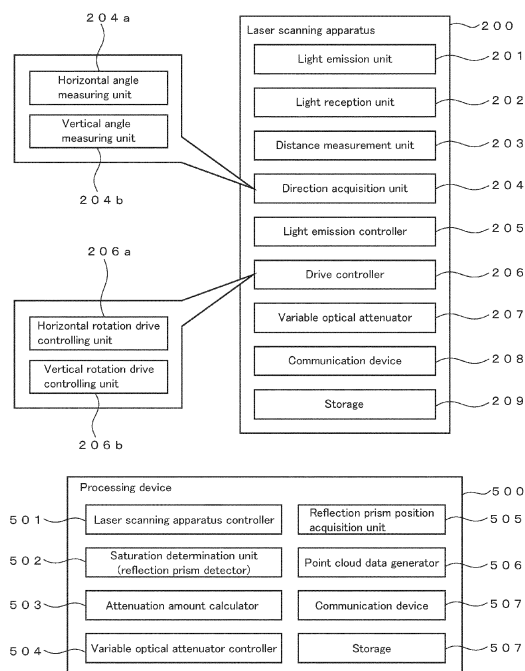 204a
Horizontal angle
measuring unit
Vertical angle
measuring unit
204b
206a
Horizontal rotation drive
controlling unit
Vertical rotation drive
controlling unit
206b
Laser scanning apparatus
200
Light emission unit
201
Light reception unit
202
Distance measurement unit
203
Direction acquisition unit
204
Light emission controller
205
Drive controller
206
Variable optical attenuator
207
Communication device
208
Storage
209
Processing device
500
501
Laser scanning apparatus controller
Reflection prism position
acquisition unit
505
502
Saturation determination unit
(reflection prism detector)
Point cloud data generator
506
503
Attenuation amount calculator
Communication device
507
504
Variable optical attenuator controller
Storage
507